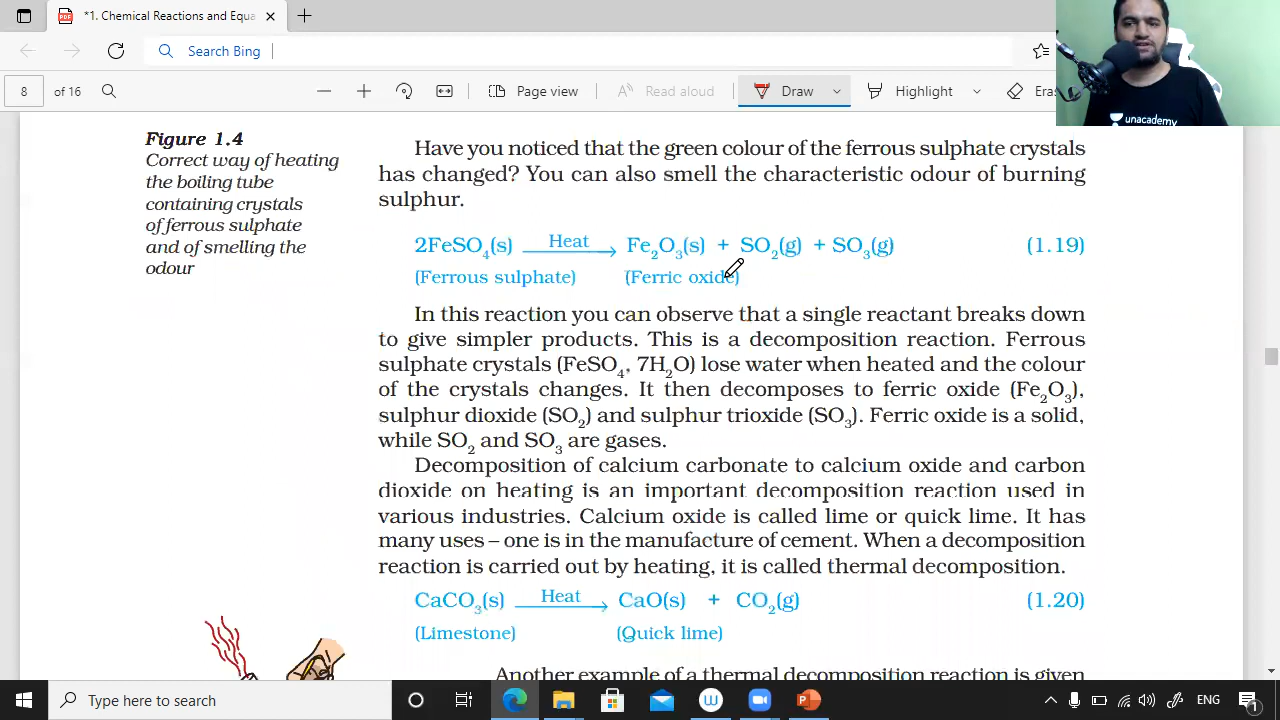 *1. Chemical Reactions and Equa
Search Bing
8 of 16
Page view
Read aloud
Draw
Highlight
Eras
unacademy
Figure 1.4
Correct way of heating
the boiling tube
containing crystals
of ferrous sulphate
and of smelling the
odour
Have you noticed that the green colour of the ferrous sulphate crystals
has changed? You can also smell the characteristic odour of burning
sulphur.
2FeSO₄(s) Heat → Fe₂O₃(s) + SO₂(g) + SO₃(g) (1.19)
(Ferrous sulphate) (Ferric oxide)
In this reaction you can observe that a single reactant breaks down
to give simpler products. This is a decomposition reaction. Ferrous
sulphate crystals (FeSO₄, 7H₂O) lose water when heated and the colour
of the crystals changes. It then decomposes to ferric oxide (Fe₂O₃),
sulphur dioxide (SO₂) and sulphur trioxide (SO₃). Ferric oxide is a solid,
while SO₂ and SO₃ are gases.
Decomposition of calcium carbonate to calcium oxide and carbon
dioxide on heating is an important decomposition reaction used in
various industries. Calcium oxide is called lime or quick lime. It has
many uses – one is in the manufacture of cement. When a decomposition
reaction is carried out by heating, it is called thermal decomposition.
CaCO₃(s) Heat → CaO(s) + CO₂(g) (1.20)
(Limestone) (Quick lime)
Another example of a thermal decomposition reaction is given
Type here to search
ENG
1